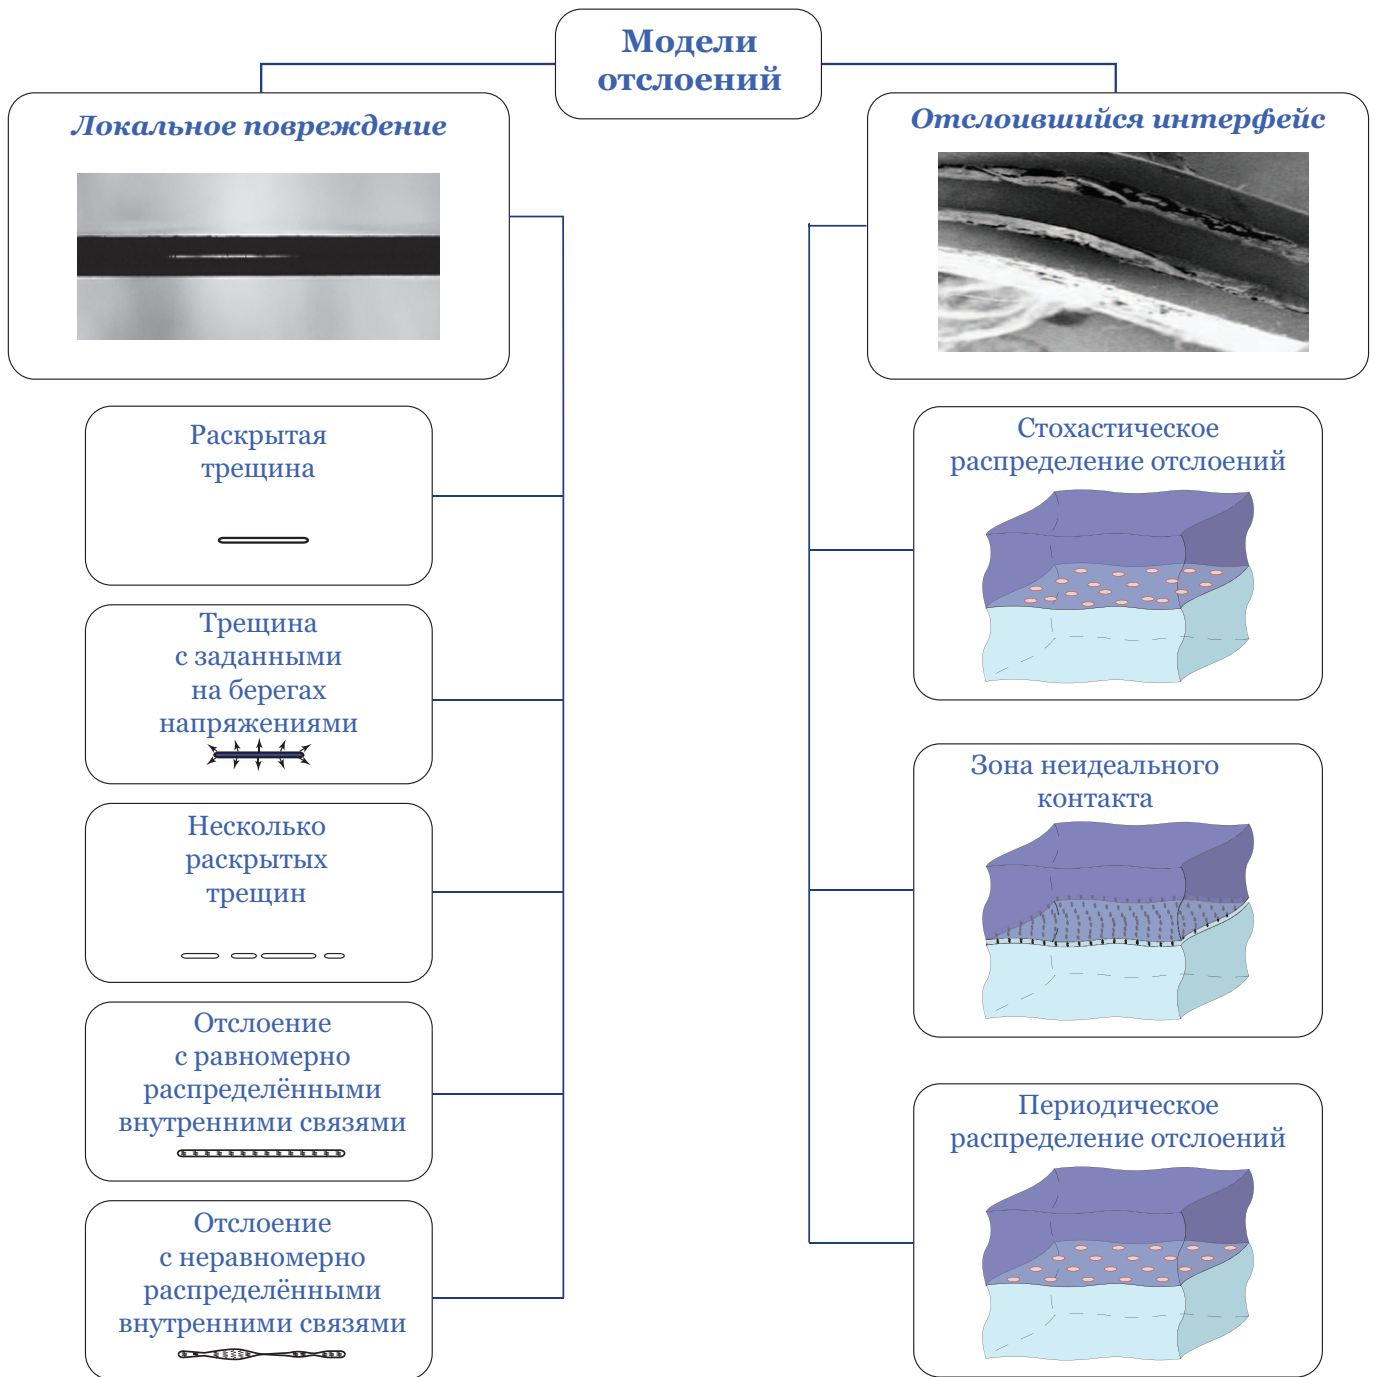 Модели
отслоений
Локальное повреждение
Раскрытая
трещина
Трещина
с заданными
на берегах
напряжениями
Несколько
раскрытых
трещин
Отслоение
с равномерно
распределёнными
внутренними связями
Отслоение
с неравномерно
распределёнными
внутренними связями
Отслоившийся интерфейс
Стохастическое
распределение отслоений
Зона неидеального
контакта
Периодическое
распределение отслоений